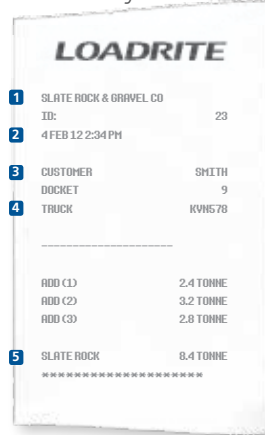 LOADRITE
1 SLATE ROCK & GRAVEL CO
ID: 23
2 4 FEB 12 2:34 PM
3 CUSTOMER SMITH
DOCKET 9
4 TRUCK KVN578
---------------------
ADD (1) 2.4 TONNE
ADD (2) 3.2 TONNE
ADD (3) 2.8 TONNE
5 SLATE ROCK 8.4 TONNE
********************